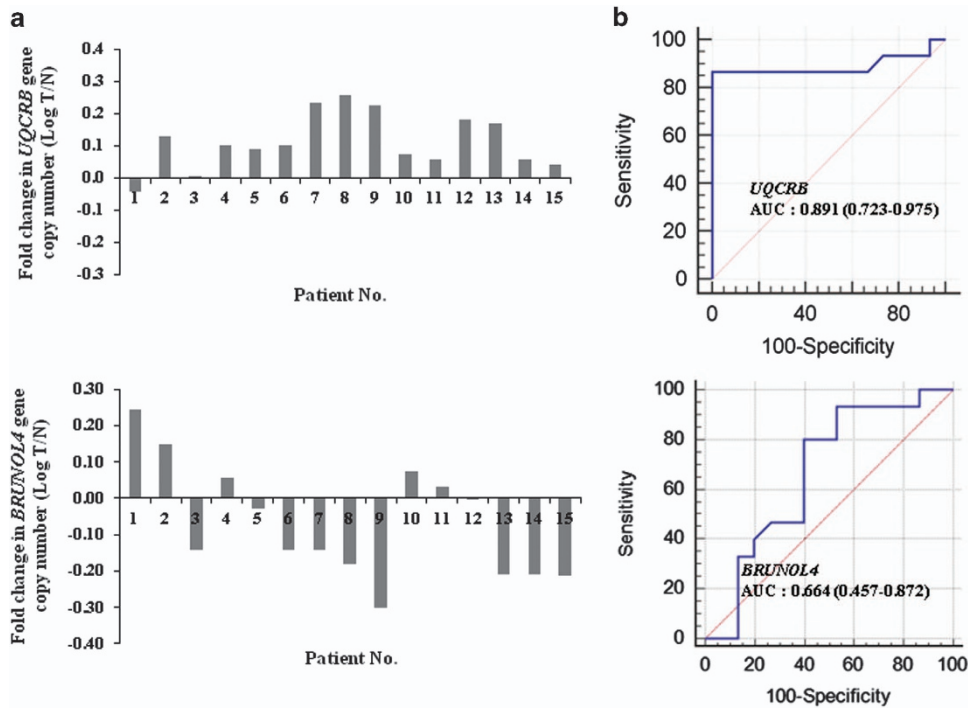 a
Fold change in UQCRB gene
copy number (Log T/N)
0.4
0.3
0.2
0.1
0.0
-0.1
-0.2
0.3
1 2 3 4 5 6 7 8 9 10 11 12 13 14 15
Patient No.
b
Sensitivity
100
80
60
40
20
0
UQCRB
AUC : 0.891 (0.723-0.975)
0 40 80
100-Specificity
Fold change in BRUNOL4 gene
copy number (Log T/N)
0.30
0.20
0.10
0.00
-0.10
-0.20
-0.30
-0.40
1 2 3 4 5 6 7 8 9 10 11 12 13 14 15
Patient No.
Sensitivity
100
80
60
40
20
0
BRUNOL4
AUC : 0.664 (0.457-0.872)
0 20 40 60 80 100
100-Specificity